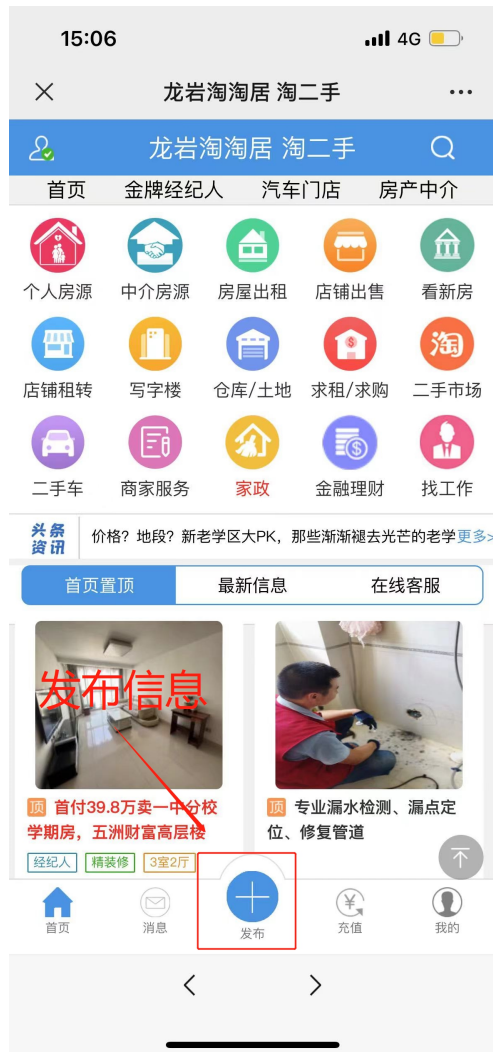 15:06
4G
龙岩淘淘居 淘二手
龙岩淘淘居 淘二手
首页 金牌经纪人 汽车门店 房产中介
个人房源 中介房源 房屋出租 店铺出售 看新房
淘
店铺租转 写字楼 仓库/土地 求租/求购 二手市场
二手车 商家服务 家政 金融理财 找工作
头条
资讯
价格？地段？新老学区大PK，那些渐渐褪去光芒的老学 更多>
首页置顶 最新信息 在线客服
发布信息
顶 首付39.8万卖一中分校
学期房，五洲财富高层楼
经纪人 精装修 3室2厅
顶 专业漏水检测、漏点定
位、修复管道
首页 消息 发布 充值 我的